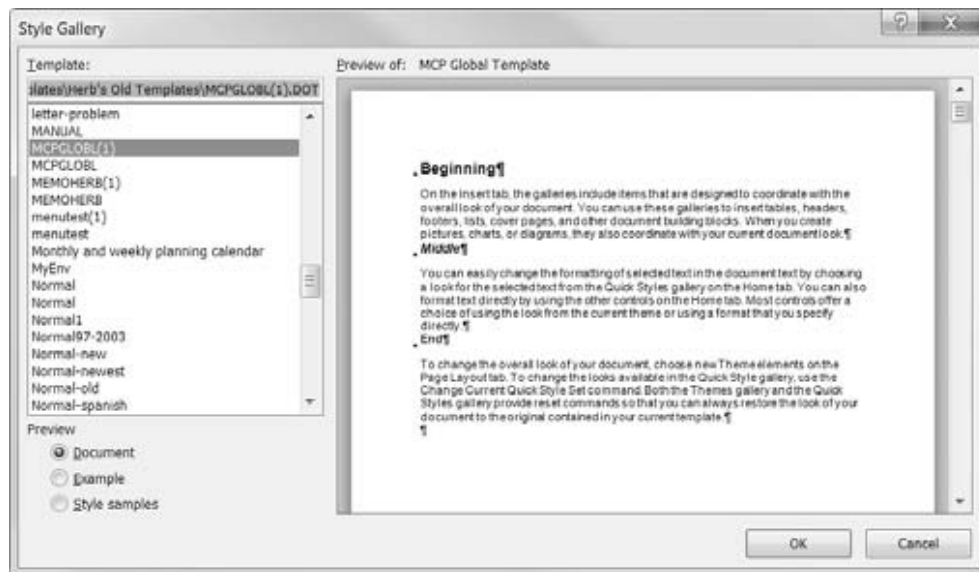 Style Gallery
Template:
Preview of: MCP Global Template
slates\Herb's Old Templates\MCPGLOBL(1).DOT
letter-problem
MANUAL
MCPGLOBL(1)
MCPGLOBL
MEMOHERB(1)
MEMOHERB
menutest(1)
menutest
Monthly and weekly planning calendar
MyEnv
Normal
Normal
Normal1
Normal97-2003
Normal-new
Normal-newest
Normal-old
Normal-spanish
Beginning¶
On the Insert tab, the galleries include items that are designed to coordinate with the
overall look of your document. You can use these galleries to insert tables, headers,
footers, lists, cover pages, and other document building blocks. When you create
pictures, charts, or diagrams, they also coordinate with your current document look.¶
Middle¶
You can easily change the formatting of selected text in the document text by choosing
a look for the selected text from the Quick Styles gallery on the Home tab. You can also
format text directly by using the other controls on the Home tab. Most controls offer a
choice of using the look from the current theme or using a format that you specify
directly.¶
End¶
To change the overall look of your document, choose new Theme elements on the
Page Layout tab. To change the looks available in the Quick Style gallery, use the
Change Current Quick Style Set command. Both the Themes gallery and the Quick
Styles gallery provide reset commands so that you can always restore the look of your
document to the original contained in your current template.¶
¶
Preview
Document
Example
Style samples
OK
Cancel